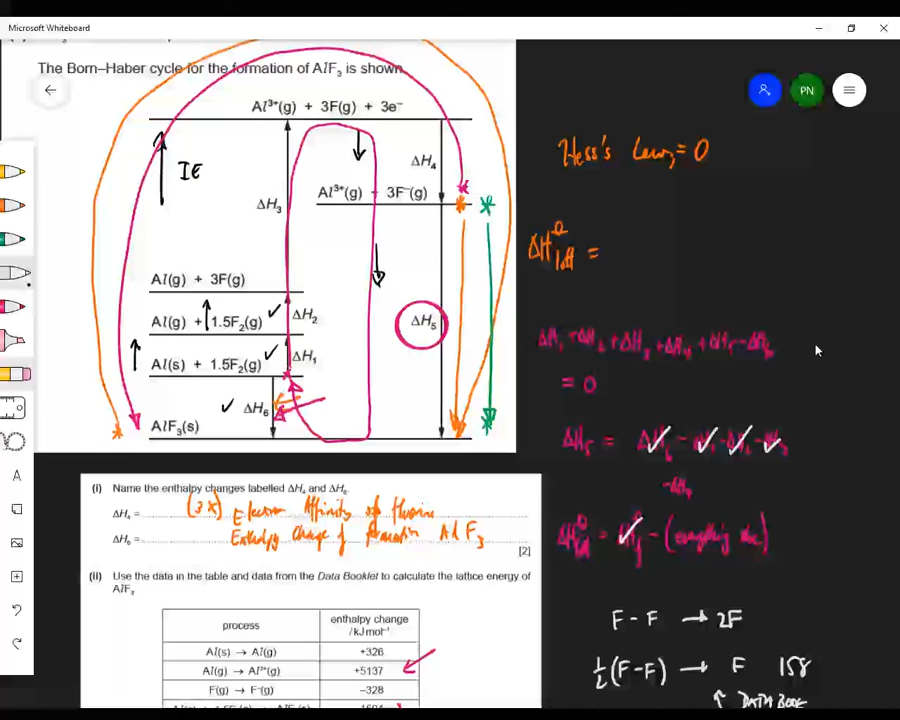 Microsoft Whiteboard
The Born–Haber cycle for the formation of AlF₃ is shown.
Al³⁺(g) + 3F(g) + 3e⁻
ΔH₄
IE
Al³⁺(g) + 3F⁻(g)
ΔH₃
Al(g) + 3F(g)
Al(g) + 1.5F₂(g)
ΔH₂
ΔH₅
Al(s) + 1.5F₂(g)
ΔH₁
ΔH₆
AlF₃(s)
PN
Hess's Law, = 0
ΔH latt =
= 0
(i) Name the enthalpy changes labelled ΔH₄ and ΔH₆.
ΔH₄ = (3x) Electron Affinity of fluorine
ΔH₆ = Enthalpy Change of formation AlF₃
[2]
(ii) Use the data in the table and data from the Data Booklet to calculate the lattice energy of
AlF₃
process enthalpy change
/kJ mol⁻¹
Al(s) → Al(g) +326
Al(g) → Al³⁺(g) +5137
F(g) → F⁻(g) –328
F - F → 2F
½(F-F) → F 158
↑ DATA BOOK